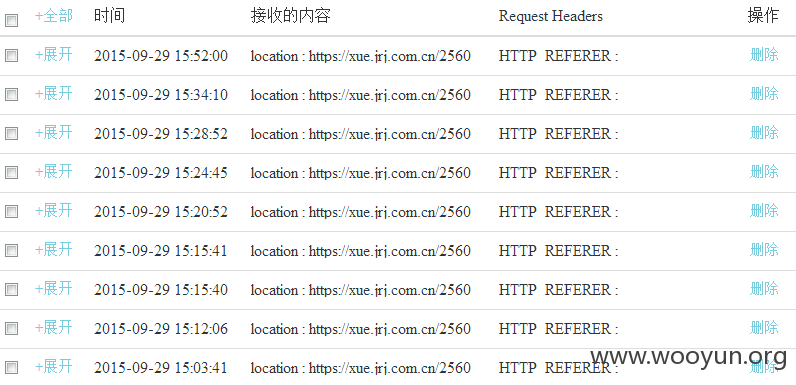 +全部 时间 接收的内容 Request Headers 操作
+展开 2015-09-29 15:52:00 location : https://xue.jrj.com.cn/2560 HTTP_REFERER : 删除
+展开 2015-09-29 15:34:10 location : https://xue.jrj.com.cn/2560 HTTP_REFERER : 删除
+展开 2015-09-29 15:28:52 location : https://xue.jrj.com.cn/2560 HTTP_REFERER : 删除
+展开 2015-09-29 15:24:45 location : https://xue.jrj.com.cn/2560 HTTP_REFERER : 删除
+展开 2015-09-29 15:20:52 location : https://xue.jrj.com.cn/2560 HTTP_REFERER : 删除
+展开 2015-09-29 15:15:41 location : https://xue.jrj.com.cn/2560 HTTP_REFERER : 删除
+展开 2015-09-29 15:15:40 location : https://xue.jrj.com.cn/2560 HTTP_REFERER : 删除
+展开 2015-09-29 15:12:06 location : https://xue.jrj.com.cn/2560 HTTP_REFERER : 删除
+展开 2015-09-29 15:03:41 location : https://xue.jrj.com.cn/2560 HTTP_REFERER : 删除
www.wooyun.org